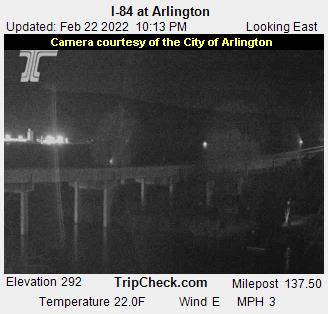 I-84 at Arlington
Updated: Feb 22 2022 10:13 PM Looking East
Camera courtesy of the City of Arlington
Elevation 292 TripCheck.com Milepost 137.50
Temperature 22.0F Wind E MPH 3